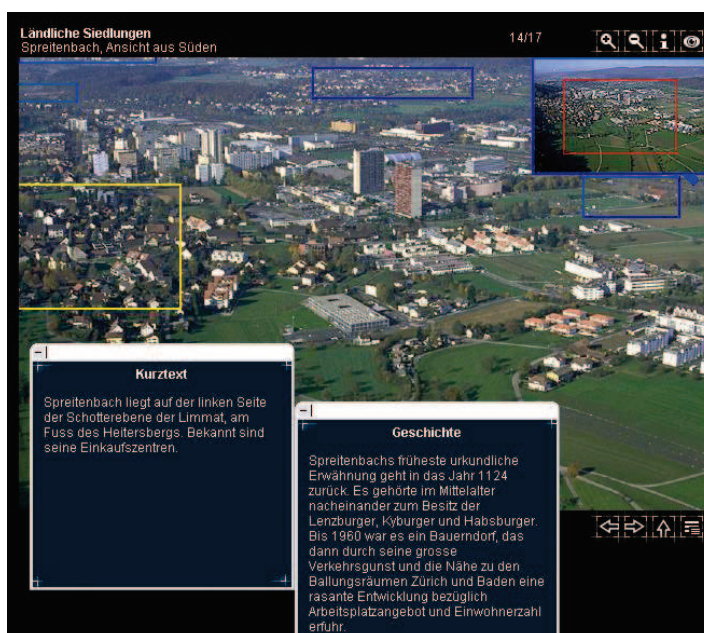 Ländliche Siedlungen
Spreitenbach, Ansicht aus Süden
14/17
Kurztext
Spreitenbach liegt auf der linken Seite
der Schotterebene der Limmat, am
Fuss des Heitersbergs. Bekannt sind
seine Einkaufszentren.
Geschichte
Spreitenbachs früheste urkundliche
Erwähnung geht in das Jahr 1124
zurück. Es gehörte im Mittelalter
nacheinander zum Besitz der
Lenzburger, Kyburger und Habsburger.
Bis 1960 war es ein Bauerndorf, das
dann durch seine grosse
Verkehrsgunst und die Nähe zu den
Ballungsräumen Zürich und Baden eine
rasante Entwicklung bezüglich
Arbeitsplatzangebot und Einwohnerzahl
erfuhr.